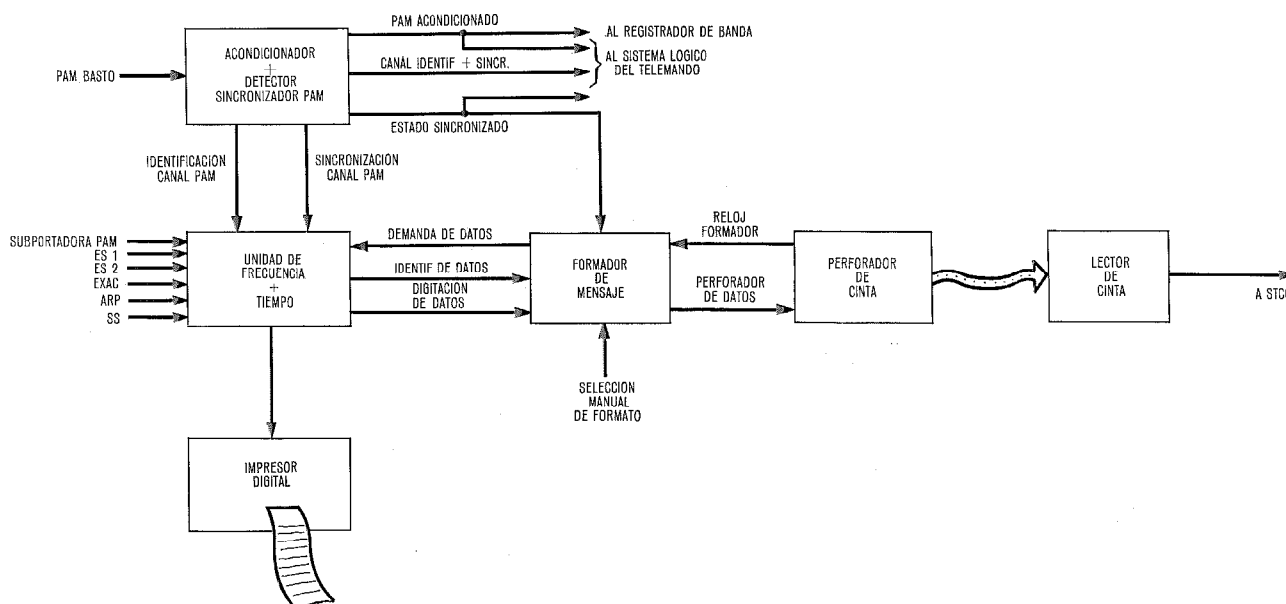 PAM ACONDICIONADO
AL REGISTRADOR DE BANDA
ACONDICIONADOR
+
DETECTOR
SINCRONIZADOR PAM
AL SISTEMA LOGICO
DEL TELEMANDO
PAM BASTO
CANAL IDENTIF + SINCR.
ESTADO SINCRONIZADO
IDENTIFICACION
CANAL PAM
SINCRONIZACION
CANAL PAM
SUBPORTADORA PAM
ES 1
ES 2
EXAC
ARP
SS
UNIDAD DE
FRECUENCIA
+
TIEMPO
DEMANDA DE DATOS
IDENTIF DE DATOS
DIGITACION
DE DATOS
FORMADOR
DE
MENSAJE
RELOJ
FORMADOR
PERFORADOR
DE DATOS
PERFORADOR
DE
CINTA
LECTOR
DE
CINTA
A STCC
SELECCION
MANUAL
DE FORMATO
IMPRESOR
DIGITAL